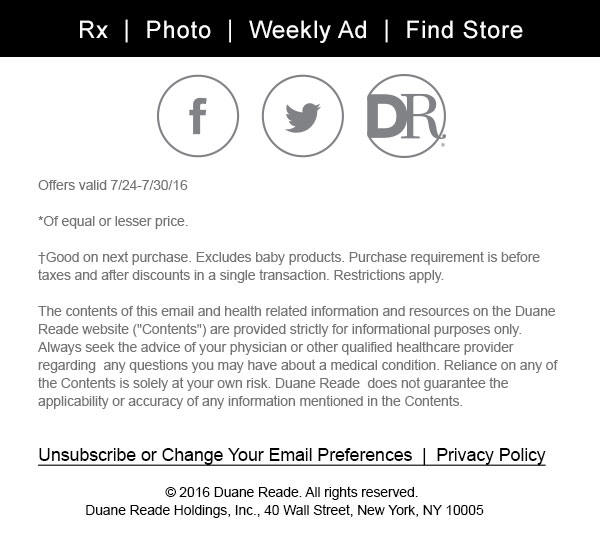 Rx | Photo | Weekly Ad | Find Store
f
DR®
Offers valid 7/24-7/30/16
*Of equal or lesser price.
†Good on next purchase. Excludes baby products. Purchase requirement is before
taxes and after discounts in a single transaction. Restrictions apply.
The contents of this email and health related information and resources on the Duane
Reade website ("Contents") are provided strictly for informational purposes only.
Always seek the advice of your physician or other qualified healthcare provider
regarding  any questions you may have about a medical condition. Reliance on any of
the Contents is solely at your own risk. Duane Reade  does not guarantee the
applicability or accuracy of any information mentioned in the Contents.
Unsubscribe or Change Your Email Preferences | Privacy Policy
© 2016 Duane Reade. All rights reserved.
Duane Reade Holdings, Inc., 40 Wall Street, New York, NY 10005